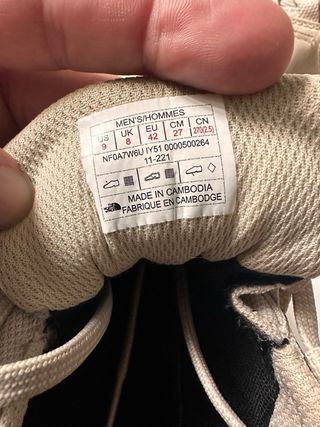 MEN'S/HOMMES
US UK EU CM CN
9 8 42 27 270(2.5)
NF0A7W6U IY51 0000500264
11-221
MADE IN CAMBODIA
FABRIQUE EN CAMBODGE